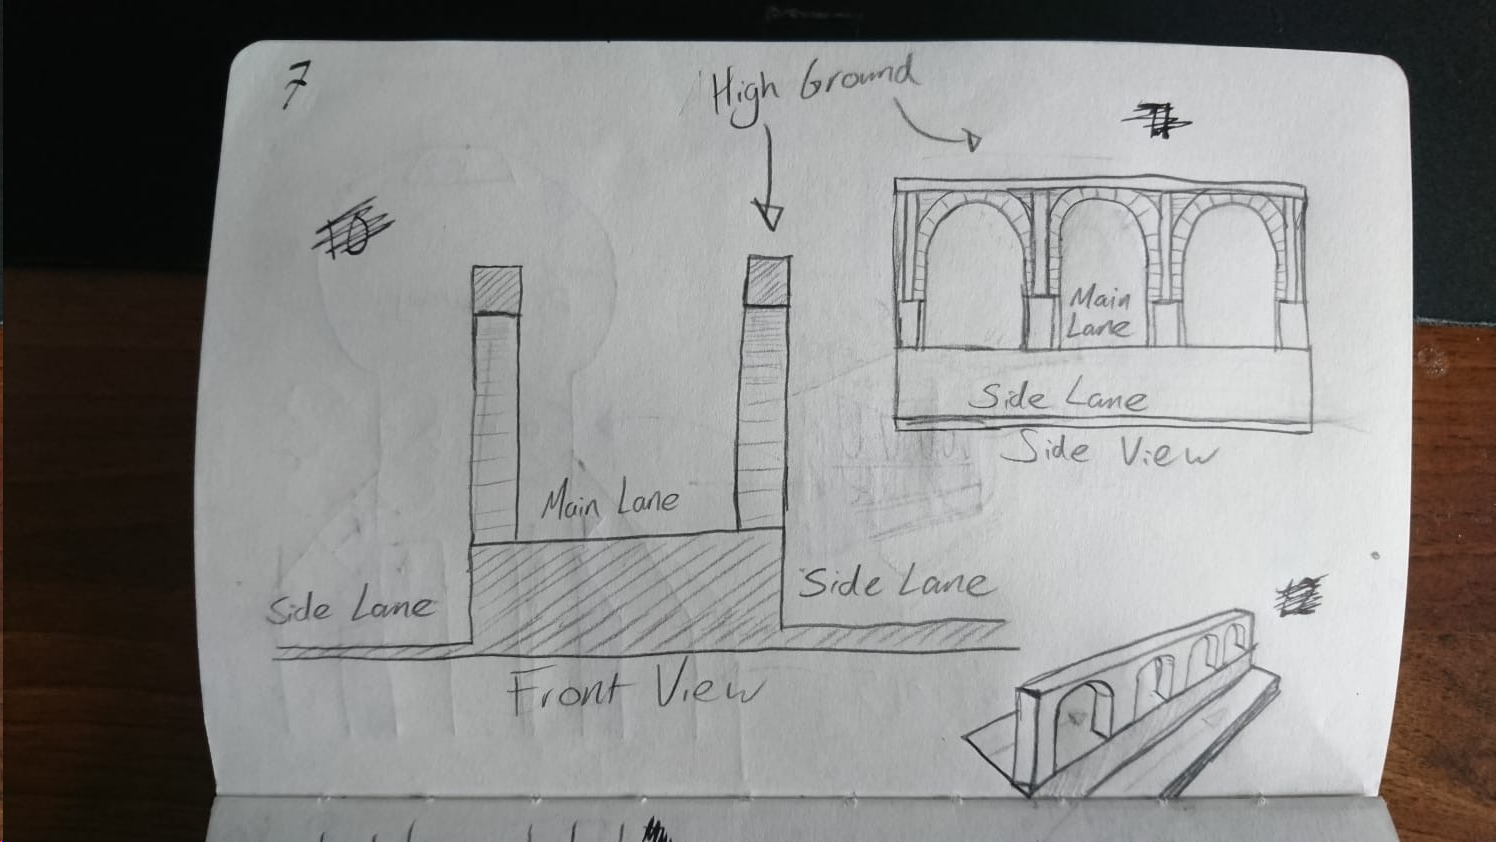 7
High Ground
Main
Lane
Side Lane
Side View
Main Lane
Side Lane
Side Lane
Front View